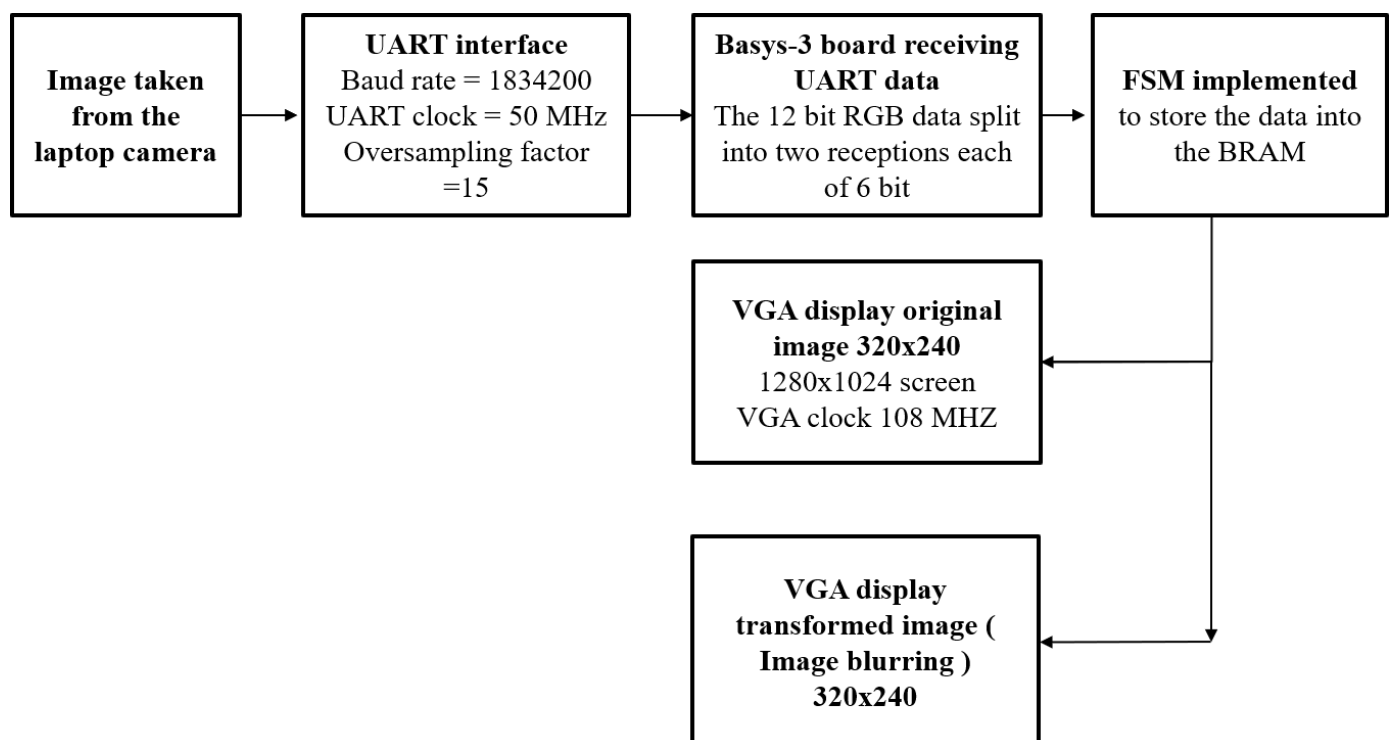 Image taken
from the
laptop camera
UART interface
Baud rate = 1834200
UART clock = 50 MHz
Oversampling factor
=15
Basys-3 board receiving
UART data
The 12 bit RGB data split
into two receptions each
of 6 bit
FSM implemented
to store the data into
the BRAM
VGA display original
image 320x240
1280x1024 screen
VGA clock 108 MHZ
VGA display
transformed image (
Image blurring )
320x240